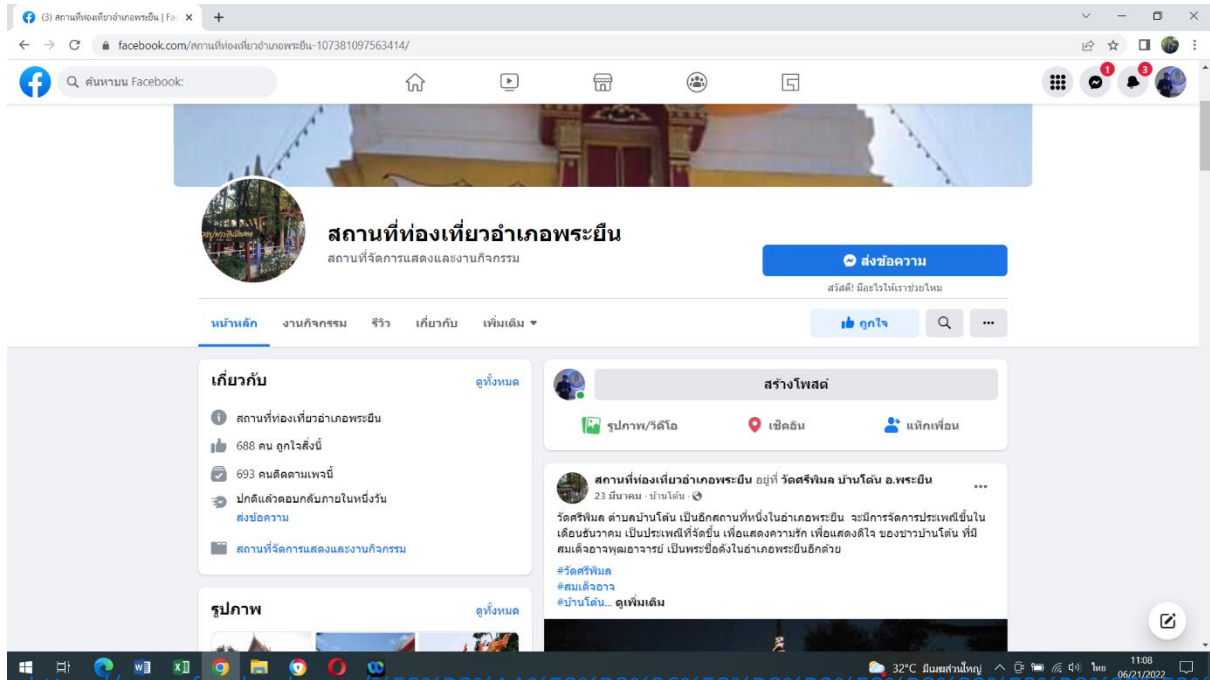 (3) สถานที่ท่องเที่ยวอำเภอพระยืน | Fa
facebook.com/สถานที่ท่องเที่ยวอำเภอพระยืน-107381097563414/
ค้นหาบน Facebook:
1
3
สถานที่ท่องเที่ยวอำเภอพระยืน
สถานที่จัดการแสดงและงานกิจกรรม
ส่งข้อความ
สวัสดี! มีอะไรให้เราช่วยไหม
หน้าหลัก งานกิจกรรม รีวิว เกี่ยวกับ เพิ่มเติม
ถูกใจ
เกี่ยวกับ ดูทั้งหมด
สถานที่ท่องเที่ยวอำเภอพระยืน
688 คน ถูกใจสิ่งนี้
693 คนติดตามเพจนี้
ปกติแล้วตอบกลับภายในหนึ่งวัน
ส่งข้อความ
สถานที่จัดการแสดงและงานกิจกรรม
รูปภาพ ดูทั้งหมด
สร้างโพสต์
รูปภาพ/วิดีโอ เช็คอิน แท็กเพื่อน
สถานที่ท่องเที่ยวอำเภอพระยืน อยู่ที่ วัดศรีพิมล บ้านโต้น อ.พระยืน
23 มีนาคม · บ้านโต้น ·
วัดศรีพิมล ตำบลบ้านโต้น เป็นอีกสถานที่หนึ่งในอำเภอพระยืน จะมีการจัดการประเพณีขึ้นใน
เดือนธันวาคม เป็นประเพณีที่จัดขึ้น เพื่อแสดงความรัก เพื่อแสดงดีใจ ของชาวบ้านโต้น ที่มี
สมเด็จอาจพุฒอาจารย์ เป็นพระชื่อดังในอำเภอพระยืนอีกด้วย
#วัดศรีพิมล
#สมเด็จอาจ
#บ้านโต้น... ดูเพิ่มเติม
32°C มีเมฆส่วนใหญ่
ไทย
11:08
06/21/2022